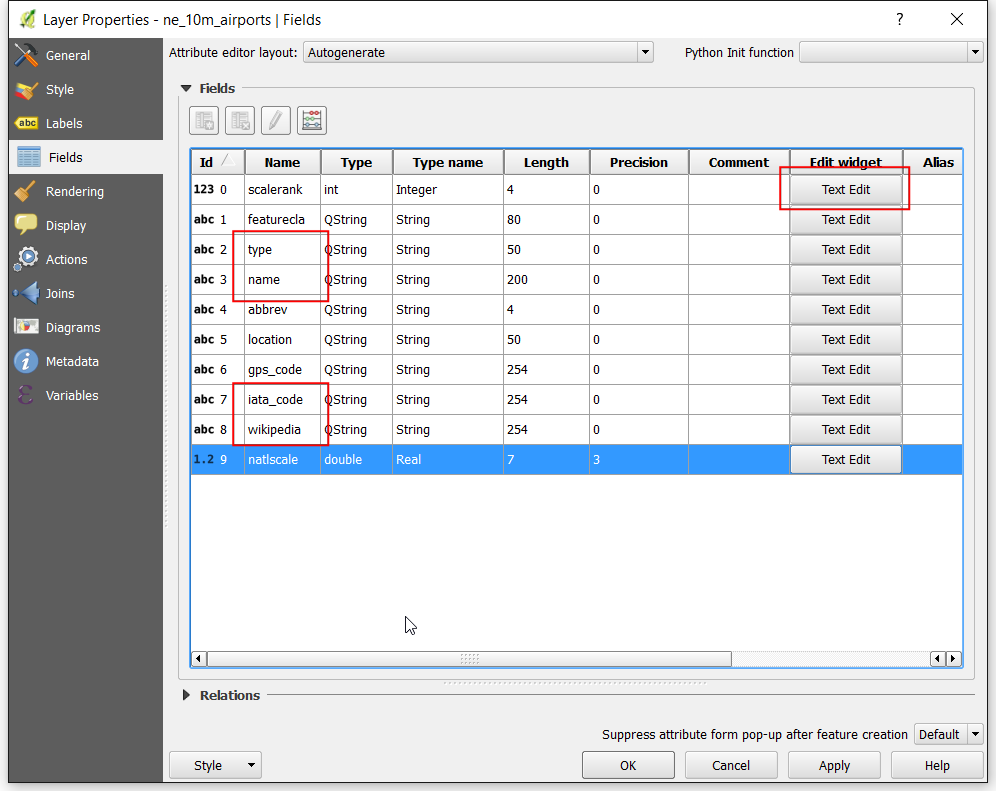 Layer Properties - ne_10m_airports | Fields ?
General
Style
abc Labels
Fields
Rendering
Display
Actions
Joins
Diagrams
Metadata
Variables
Attribute editor layout: Autogenerate Python Init function
Fields
Id Name Type Type name Length Precision Comment Edit widget Alias
123 0 scalerank int Integer 4 0 Text Edit
abc 1 featurecla QString String 80 0 Text Edit
abc 2 type QString String 50 0 Text Edit
abc 3 name QString String 200 0 Text Edit
abc 4 abbrev QString String 4 0 Text Edit
abc 5 location QString String 50 0 Text Edit
abc 6 gps_code QString String 254 0 Text Edit
abc 7 iata_code QString String 254 0 Text Edit
abc 8 wikipedia QString String 254 0 Text Edit
1.2 9 natlscale double Real 7 3 Text Edit
Relations
Suppress attribute form pop-up after feature creation Default
Style OK Cancel Apply Help